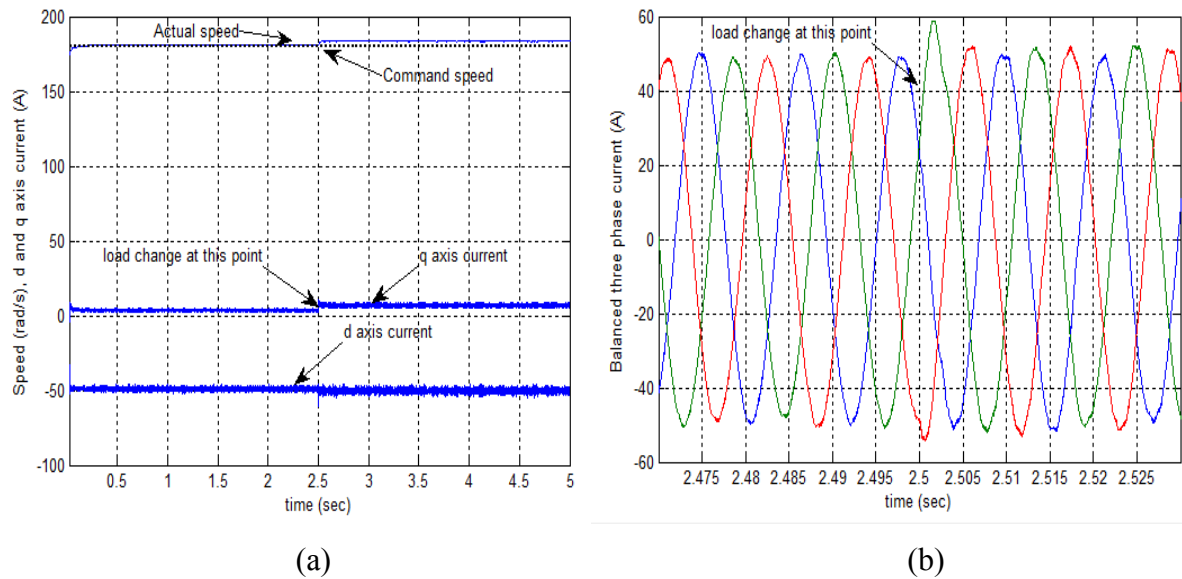 200
150
100
50
0
-50
-100
Speed (rad/s), d and q axis current (A)
Actual speed
Command speed
load change at this point
q axis current
d axis current
0.5 1 1.5 2 2.5 3 3.5 4 4.5 5
time (sec)
(a)
60
40
20
0
-20
-40
-60
Balanced three phase current (A)
load change at this point
2.475 2.48 2.485 2.49 2.495 2.5 2.505 2.51 2.515 2.52 2.525
time (sec)
(b)